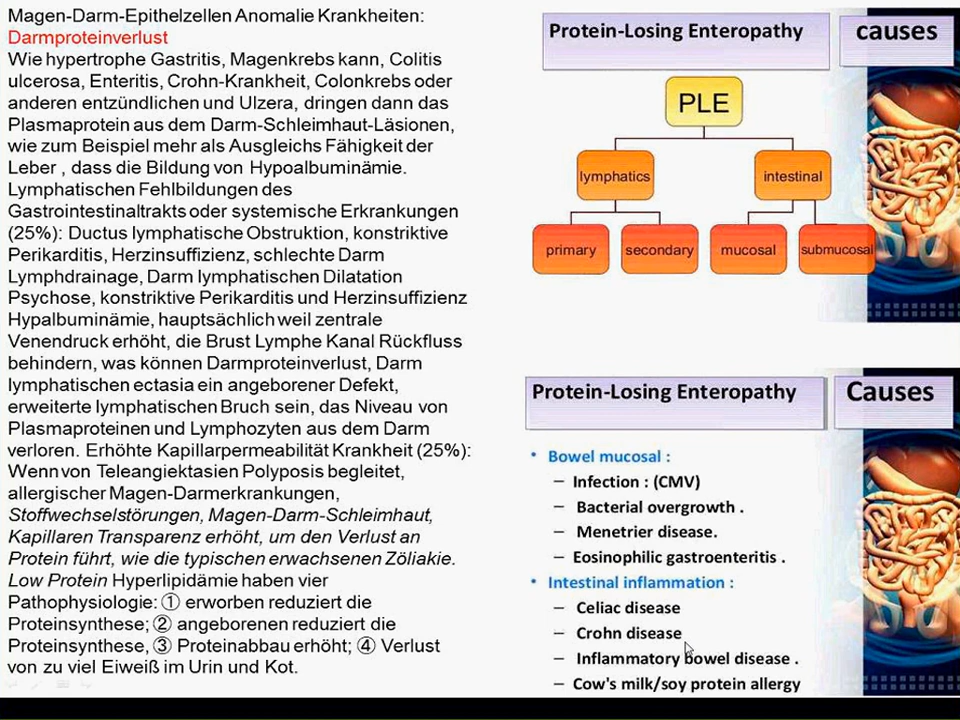 Magen-Darm-Epithelzellen Anomalie Krankheiten:
Darmproteinverlust
Wie hypertrophe Gastritis, Magenkrebs kann, Colitis
ulcerosa, Enteritis, Crohn-Krankheit, Colonkrebs oder
anderen entzündlichen und Ulzera, dringen dann das
Plasmaprotein aus dem Darm-Schleimhaut-Läsionen,
wie zum Beispiel mehr als Ausgleichs Fähigkeit der
Leber , dass die Bildung von Hypoalbuminämie.
Lymphatischen Fehlbildungen des
Gastrointestinaltrakts oder systemische Erkrankungen
(25%): Ductus lymphatische Obstruktion, konstriktive
Perikarditis, Herzinsuffizienz, schlechte Darm
Lymphdrainage, Darm lymphatischen Dilatation
Psychose, konstriktive Perikarditis und Herzinsuffizienz
Hypalbuminämie, hauptsächlich weil zentrale
Venendruck erhöht, die Brust Lymphe Kanal Rückfluss
behindern, was können Darmproteinverlust, Darm
lymphatischen ectasia ein angeborener Defekt,
erweiterte lymphatischen Bruch sein, das Niveau von
Plasmaproteinen und Lymphozyten aus dem Darm
verloren. Erhöhte Kapillarpermeabilität Krankheit (25%):
Wenn von Teleangiektasien Polyposis begleitet,
allergischer Magen-Darmerkrankungen,
Stoffwechselstörungen, Magen-Darm-Schleimhaut,
Kapillaren Transparenz erhöht, um den Verlust an
Protein führt, wie die typischen erwachsenen Zöliakie.
Low Protein Hyperlipidämie haben vier
Pathophysiologie: ① erworben reduziert die
Proteinsynthese; ② angeborenen reduziert die
Proteinsynthese, ③ Proteinabbau erhöht; ④ Verlust
von zu viel Eiweiß im Urin und Kot.
Protein-Losing Enteropathy
causes
PLE
lymphatics
intestinal
primary
secondary
mucosal
submucosal
Protein-Losing Enteropathy
Causes
• Bowel mucosal :
– Infection : (CMV)
– Bacterial overgrowth .
– Menetrier disease.
– Eosinophilic gastroenteritis .
• Intestinal inflammation :
– Celiac disease
– Crohn disease
– Inflammatory bowel disease .
– Cow's milk/soy protein allergy